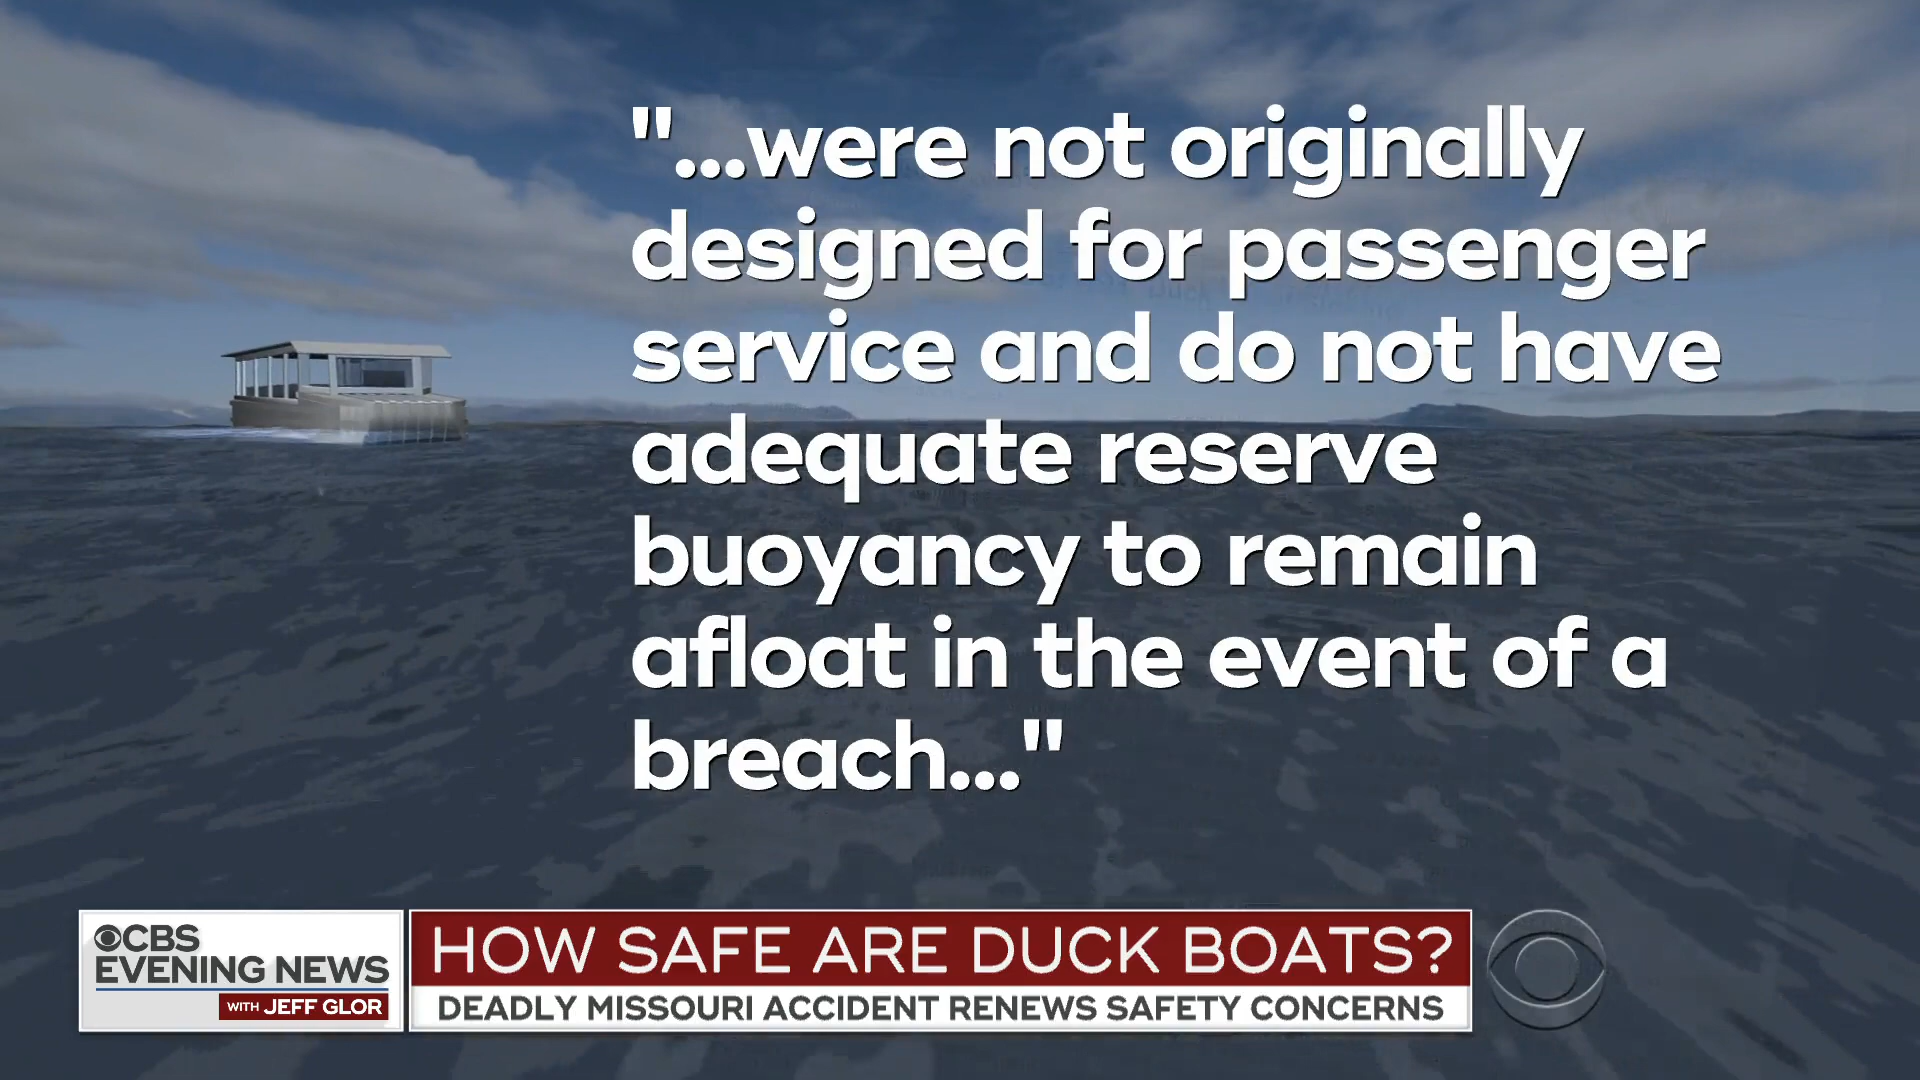 "...were not originally
designed for passenger
service and do not have
adequate reserve
buoyancy to remain
afloat in the event of a
breach..."
CBS
EVENING NEWS
WITH JEFF GLOR
HOW SAFE ARE DUCK BOATS?
DEADLY MISSOURI ACCIDENT RENEWS SAFETY CONCERNS